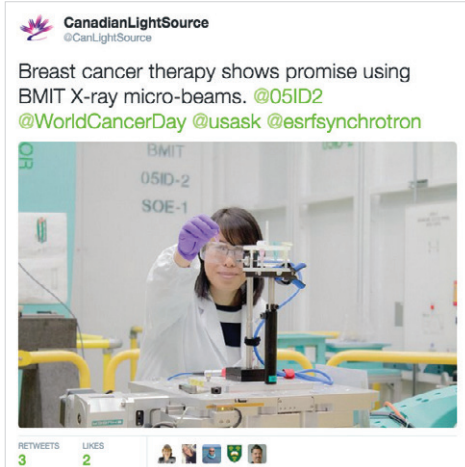 CanadianLightSource
@CanLightSource
Breast cancer therapy shows promise using
BMIT X-ray micro-beams. @05ID2
@WorldCancerDay @usask @esrfsynchrotron
BMIT
05ID-2
SOE-1
RETWEETS
LIKES
3
2